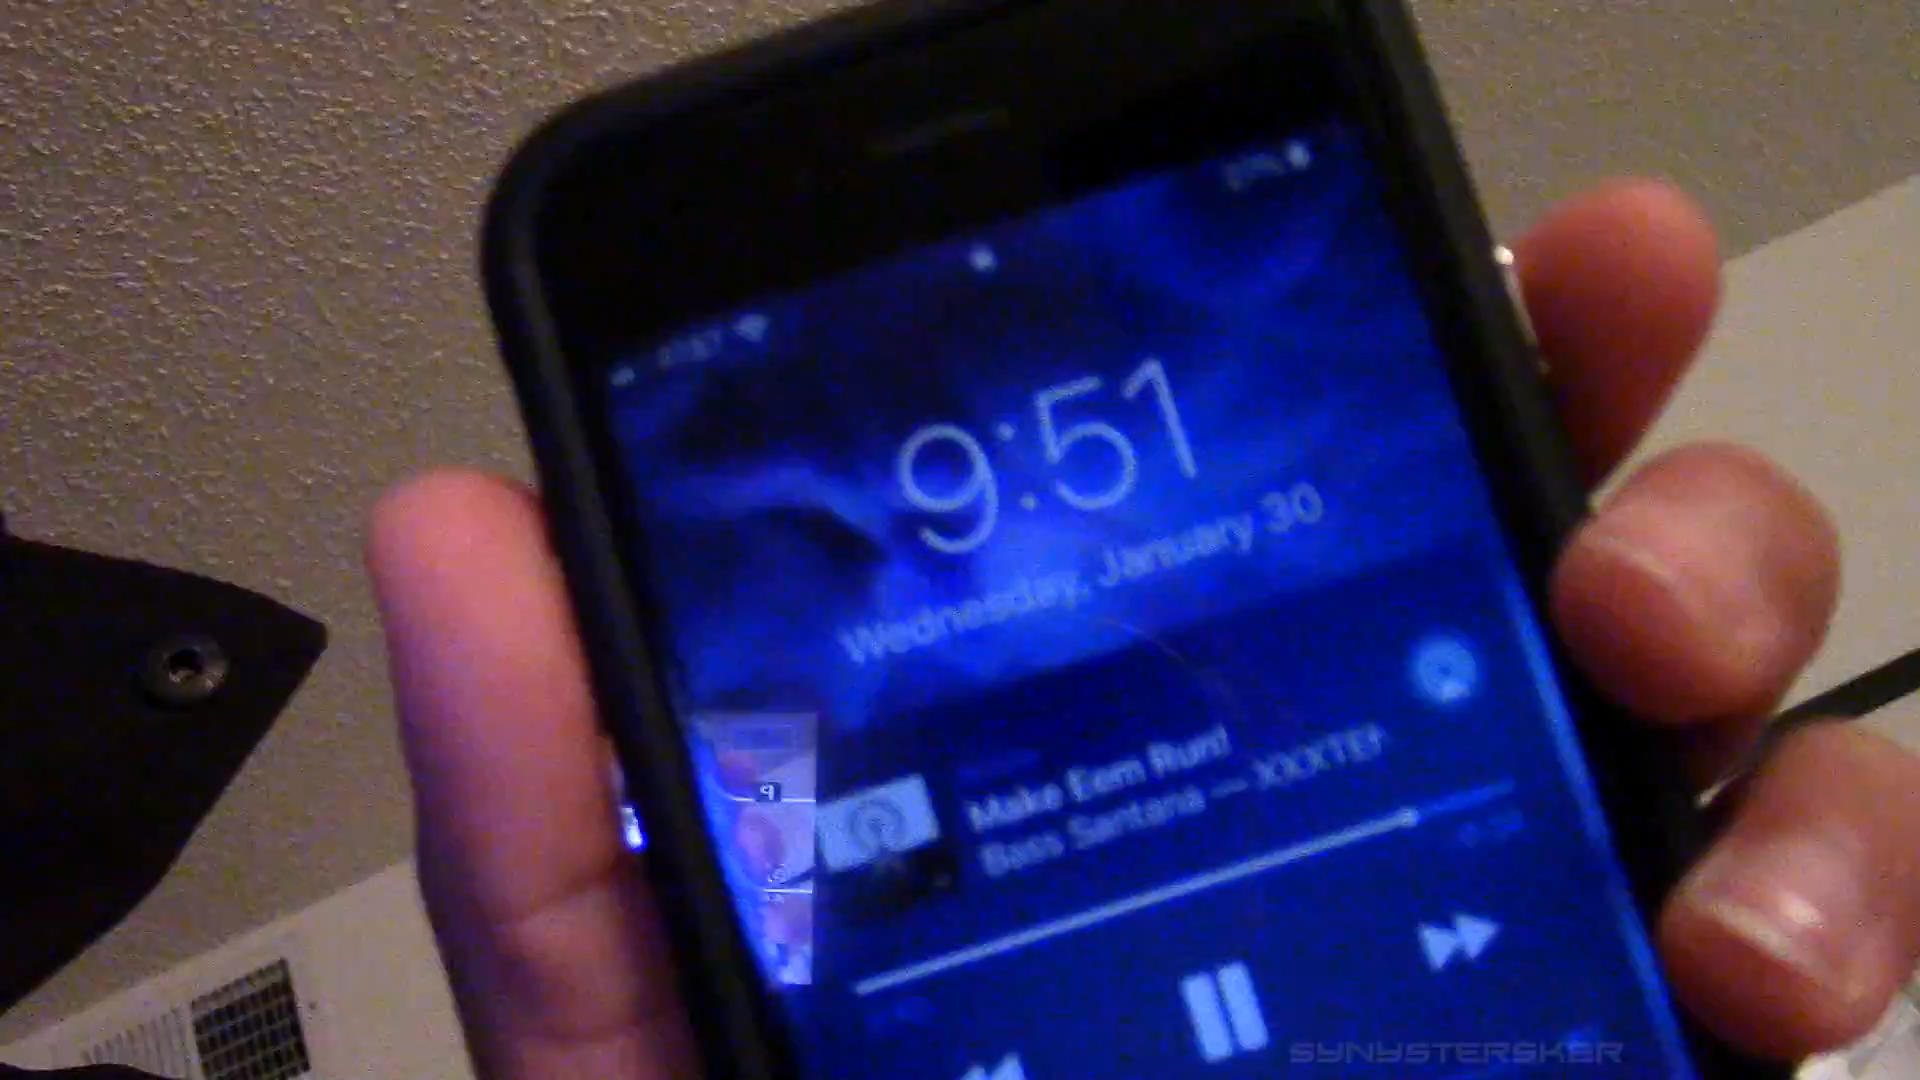 9:51
Wednesday, January 30
Make Eem Run!
Bass Santana — XXXTEN
SYNYSTERSKER